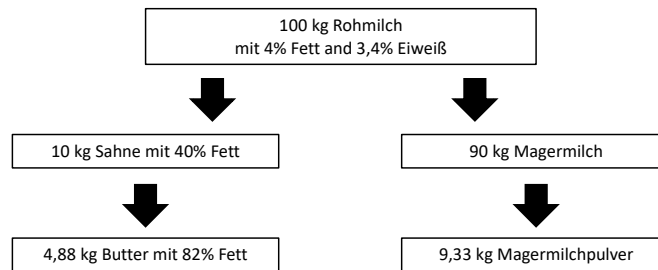 100 kg Rohmilch
mit 4% Fett and 3,4% Eiweiß
10 kg Sahne mit 40% Fett
90 kg Magermilch
4,88 kg Butter mit 82% Fett
9,33 kg Magermilchpulver